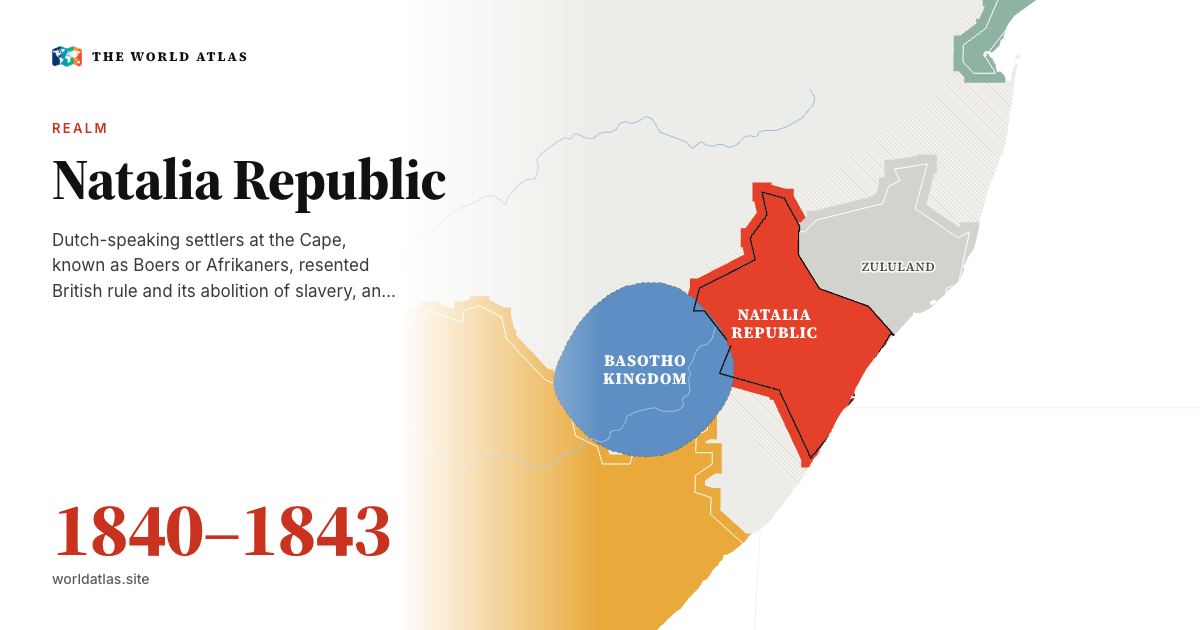 THE WORLD ATLAS
REALM
Natalia Republic
Dutch-speaking settlers at the Cape,
known as Boers or Afrikaners, resented
British rule and its abolition of slavery, an...
1840–1843
worldatlas.site
ZULULAND
NATALIA
REPUBLIC
BASOTHO
KINGDOM